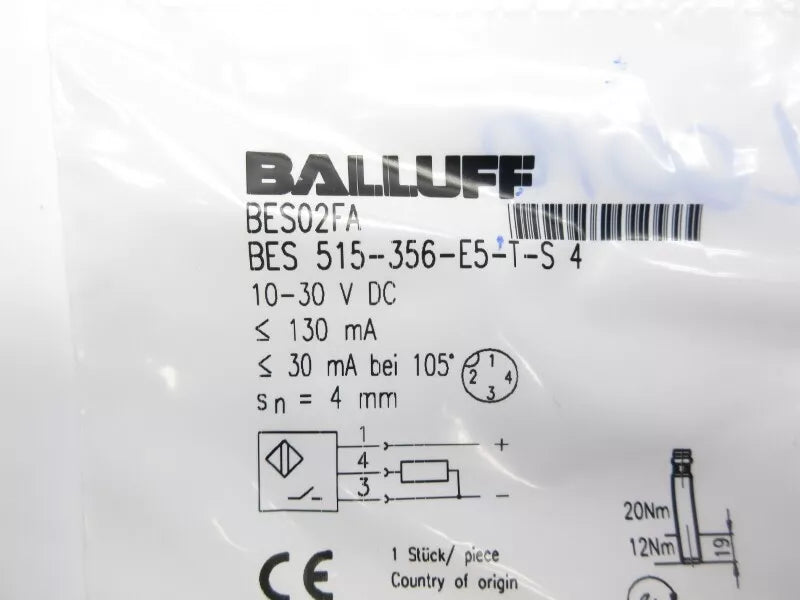 BALLUFF
BES02FA
BES 515-356-E5-T-S 4
10-30 V DC
≤ 130 mA
≤ 30 mA bei 105°
1
2 4
3
sn = 4 mm
1 +
4
3 -
20Nm
12Nm
19
CE
1 Stück/ piece
Country of origin